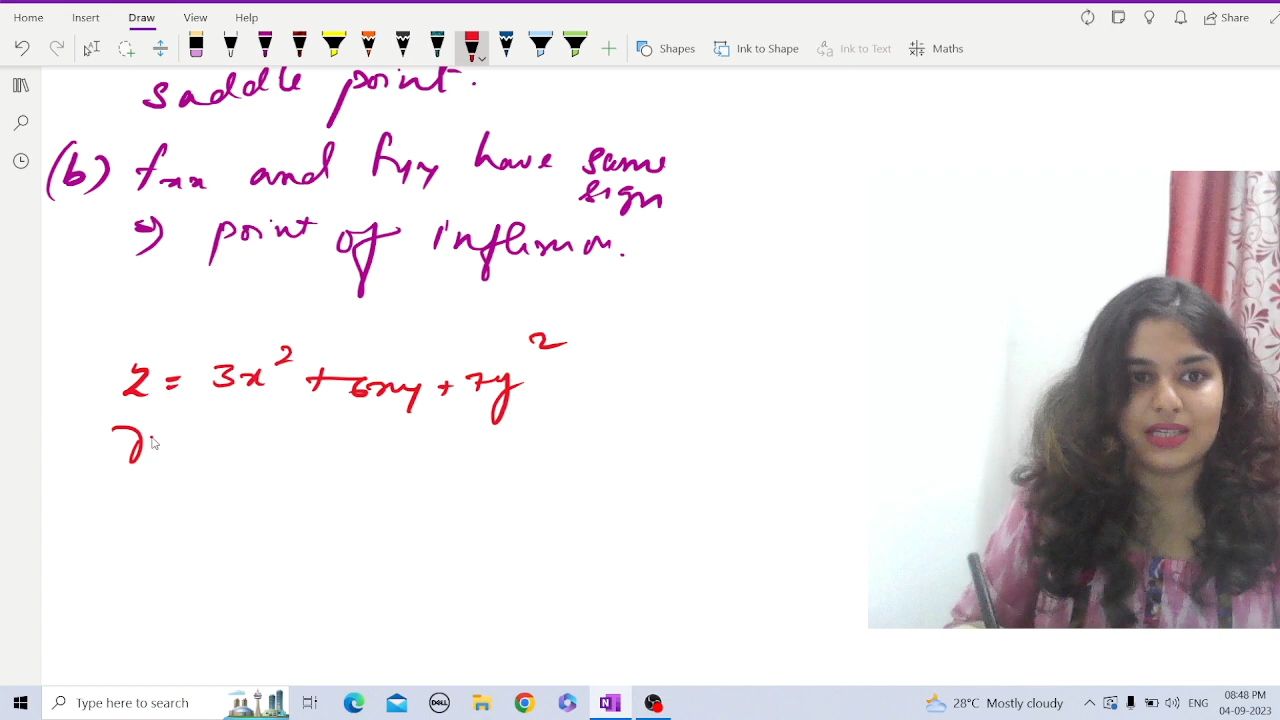 Home Insert Draw View Help Share
Shapes Ink to Shape Ink to Text Maths
saddle point.
(b) fxx and fyy have same
sign
⇒ point of inflexion.
z = 3x² + 6xy + 7y²
Type here to search
DELL
N
28°C Mostly cloudy
ENG
8:48 PM
04-09-2023